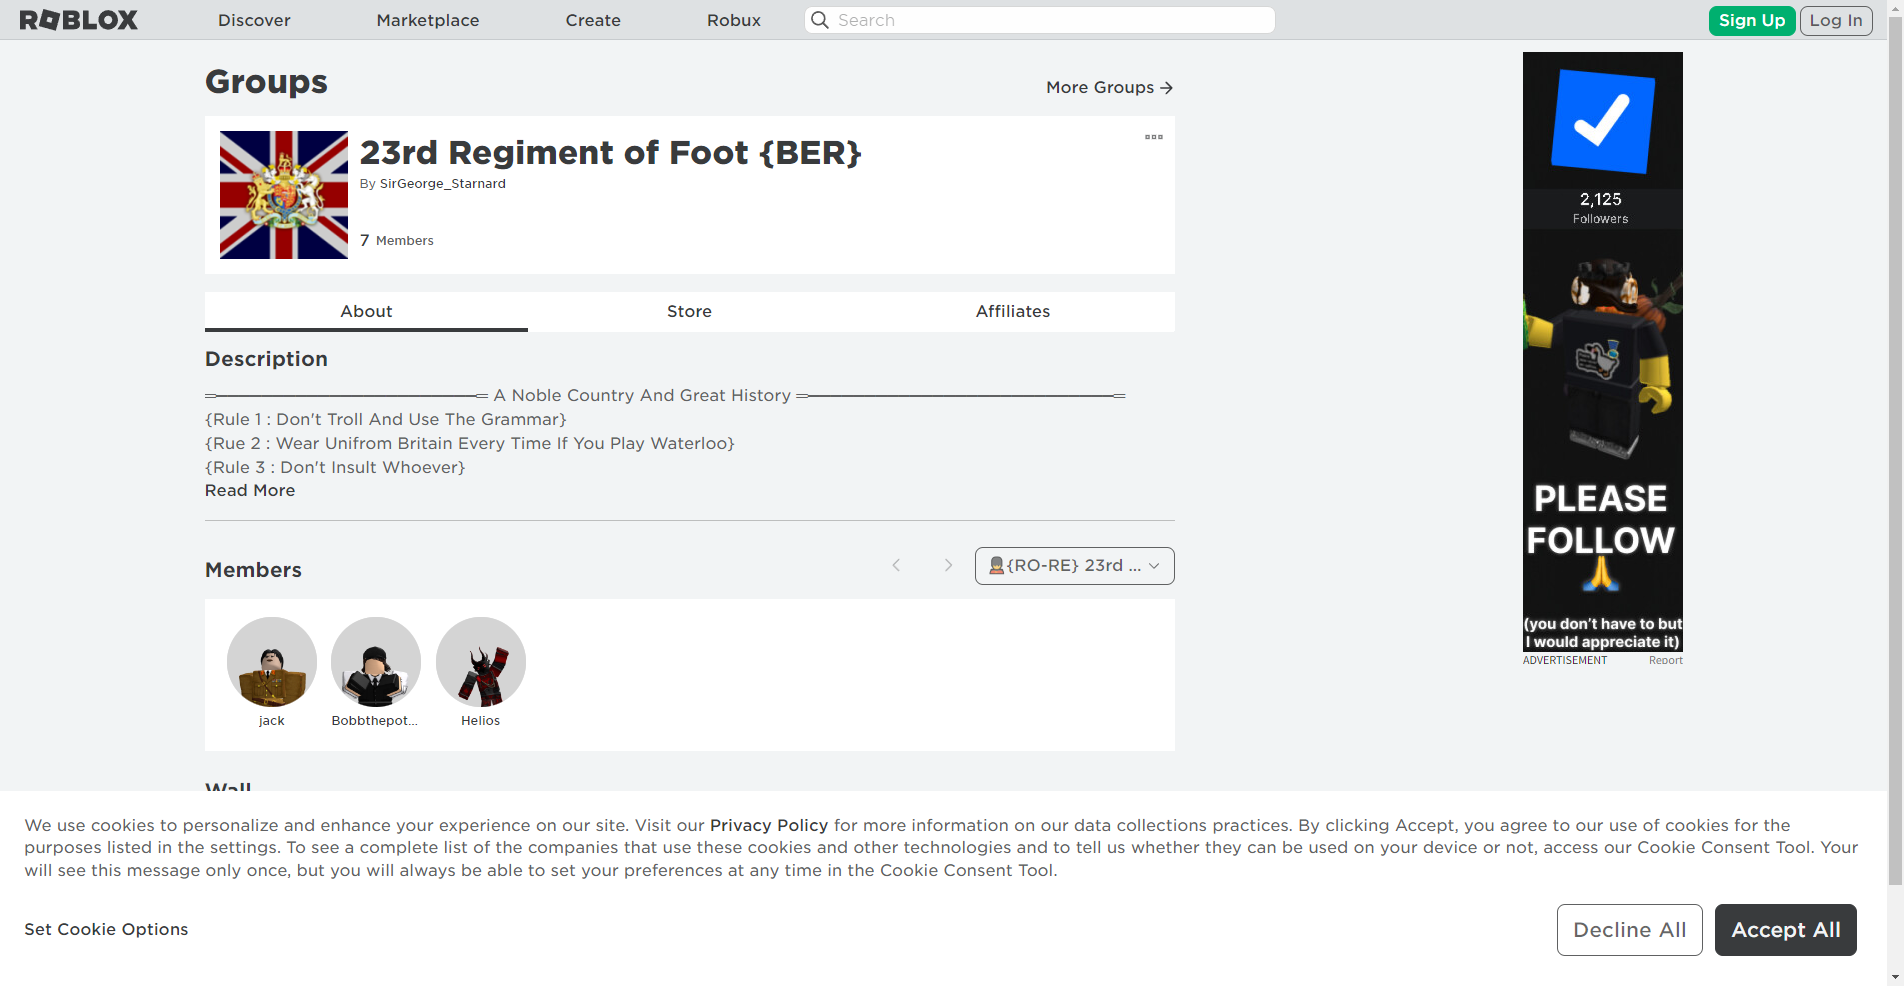 ROBLOX Discover Marketplace Create Robux Search Sign Up Log In
Groups
More Groups
23rd Regiment of Foot {BER}
By SirGeorge_Starnard
7 Members
About Store Affiliates
Description
A Noble Country And Great History
{Rule 1 : Don't Troll And Use The Grammar}
{Rue 2 : Wear Unifrom Britain Every Time If You Play Waterloo}
{Rule 3 : Don't Insult Whoever}
Read More
Members
{RO-RE} 23rd ...
jack Bobbthepot... Helios
Wall
2,125
Followers
PLEASE
FOLLOW
(you don't have to but
I would appreciate it)
ADVERTISEMENT Report
We use cookies to personalize and enhance your experience on our site. Visit our Privacy Policy for more information on our data collections practices. By clicking Accept, you agree to our use of cookies for the
purposes listed in the settings. To see a complete list of the companies that use these cookies and other technologies and to tell us whether they can be used on your device or not, access our Cookie Consent Tool. Your
will see this message only once, but you will always be able to set your preferences at any time in the Cookie Consent Tool.
Set Cookie Options
Decline All Accept All